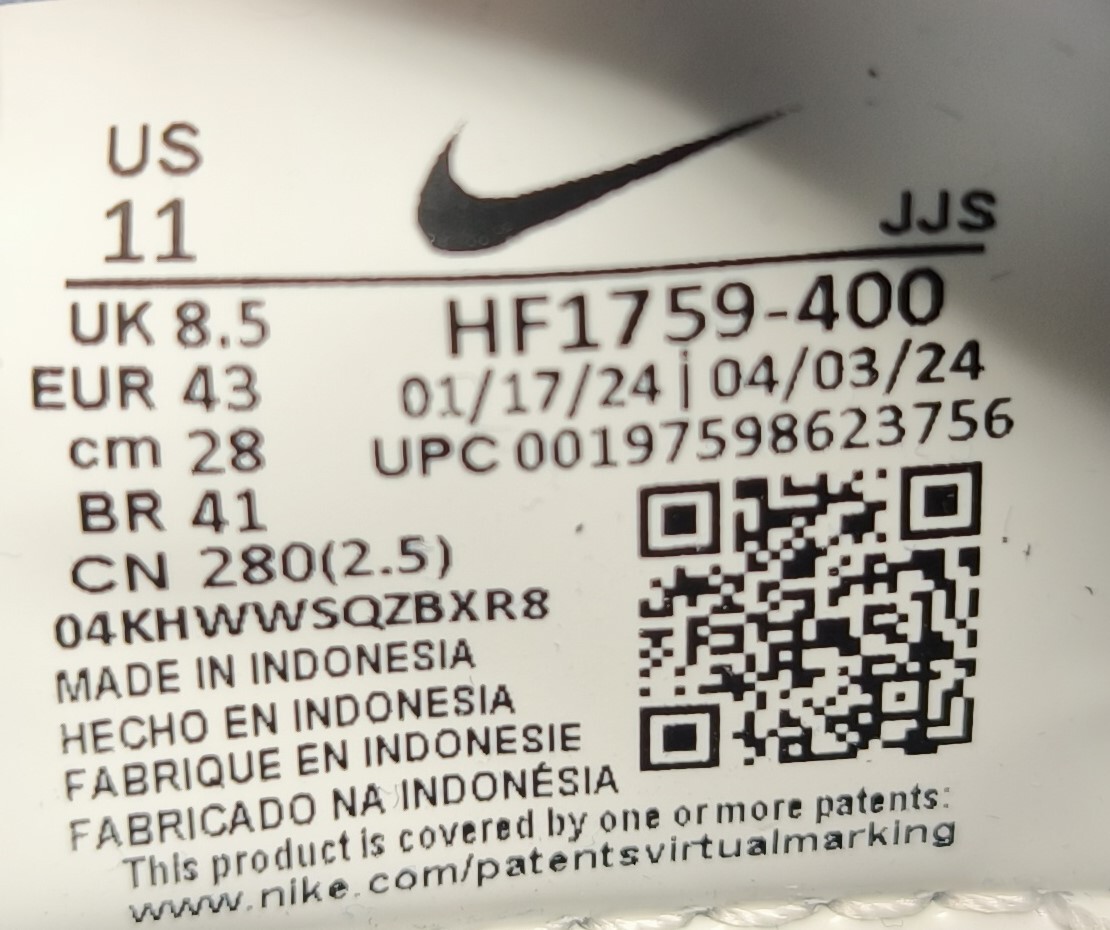 US
11
JJS
UK 8.5
HF1759-400
EUR 43
01/17/24 | 04/03/24
cm 28
UPC 00197598623756
BR 41
CN 280(2.5)
04KHWWSQZBXR8
MADE IN INDONESIA
HECHO EN INDONESIA
FABRIQUE EN INDONESIE
FABRICADO NA INDONÉSIA
This product is covered by one or more patents:
www.nike.com/patentsvirtualmarking